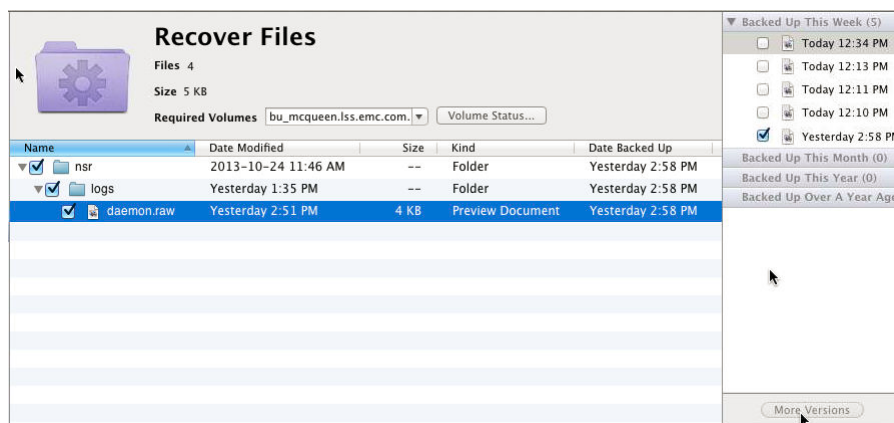 Recover Files
Files 4
Size 5 KB
Required Volumes bu_mcqueen.lss.emc.com. Volume Status...
Name Date Modified Size Kind Date Backed Up
nsr 2013-10-24 11:46 AM -- Folder Yesterday 2:58 PM
logs Yesterday 1:35 PM -- Folder Yesterday 2:58 PM
daemon.raw Yesterday 2:51 PM 4 KB Preview Document Yesterday 2:58 PM
Backed Up This Week (5)
Today 12:34 PM
Today 12:13 PM
Today 12:11 PM
Today 12:10 PM
Yesterday 2:58 PM
Backed Up This Month (0)
Backed Up This Year (0)
Backed Up Over A Year Ago
More Versions